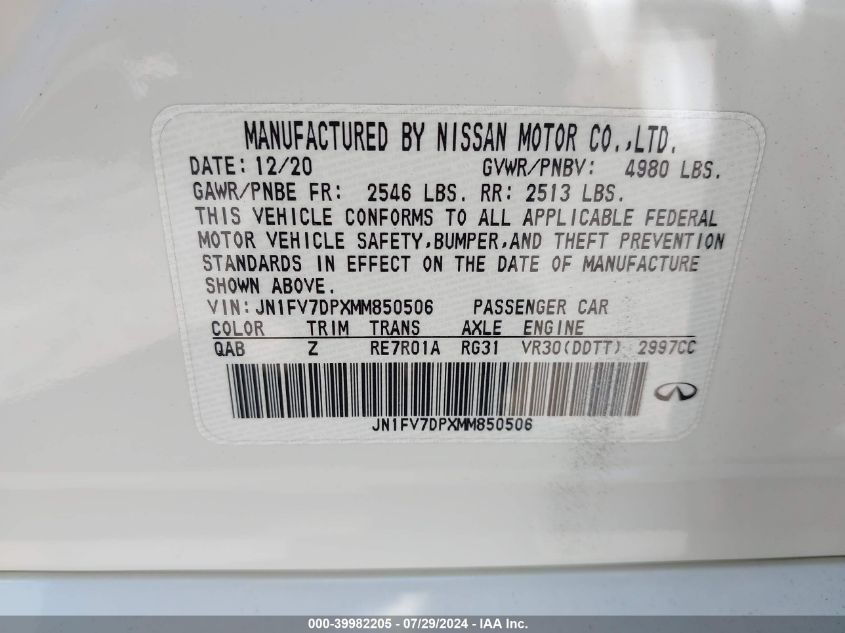 MANUFACTURED BY NISSAN MOTOR CO.,LTD.
DATE: 12/20 GVWR/PNBV: 4980 LBS.
GAWR/PNBE FR: 2546 LBS. RR: 2513 LBS.
THIS VEHICLE CONFORMS TO ALL APPLICABLE FEDERAL
MOTOR VEHICLE SAFETY,BUMPER,AND THEFT PREVENTION
STANDARDS IN EFFECT ON THE DATE OF MANUFACTURE
SHOWN ABOVE.
VIN: JN1FV7DPXMM850506 PASSENGER CAR
COLOR TRIM TRANS AXLE ENGINE
QAB Z RE7R01A RG31 VR30(DDTT) 2997CC
JN1FV7DPXMM850506
000-39982205 - 07/29/2024 - IAA Inc.